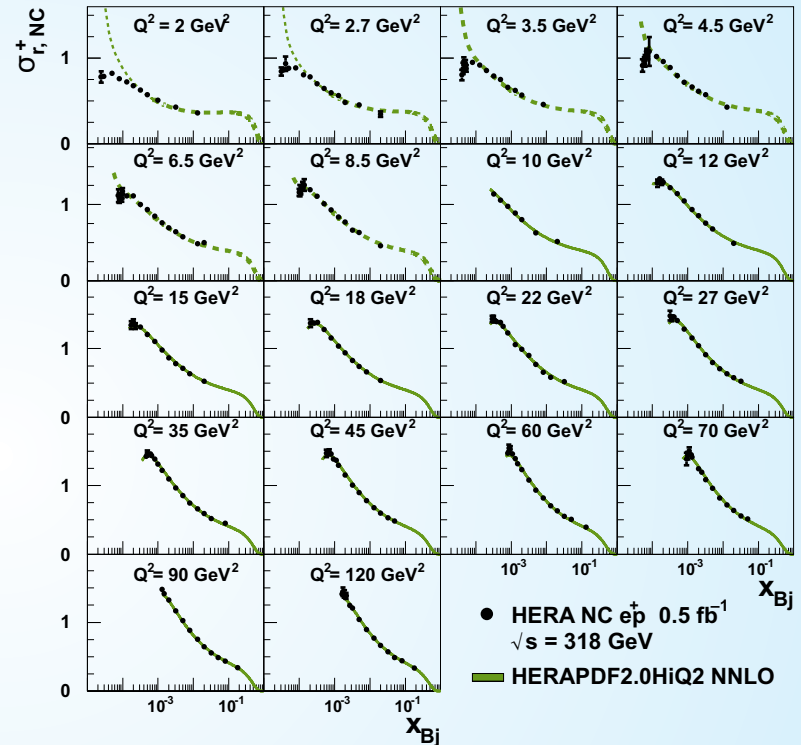 σ+r, NC
Q² = 2 GeV²
Q² = 2.7 GeV²
Q² = 3.5 GeV²
Q² = 4.5 GeV²
1
0
Q²= 6.5 GeV²
Q²= 8.5 GeV²
Q²= 10 GeV²
Q²= 12 GeV²
1
0
Q²= 15 GeV²
Q²= 18 GeV²
Q²= 22 GeV²
Q²= 27 GeV²
1
0
Q²= 35 GeV²
Q²= 45 GeV²
Q²= 60 GeV²
Q²= 70 GeV²
1
0
10⁻³ 10⁻¹ 10⁻³ 10⁻¹
xBj
Q²= 90 GeV²
Q²= 120 GeV²
1
0
10⁻³ 10⁻¹ 10⁻³ 10⁻¹
xBj
HERA NC e⁺p 0.5 fb⁻¹
√s = 318 GeV
HERAPDF2.0HiQ2 NNLO